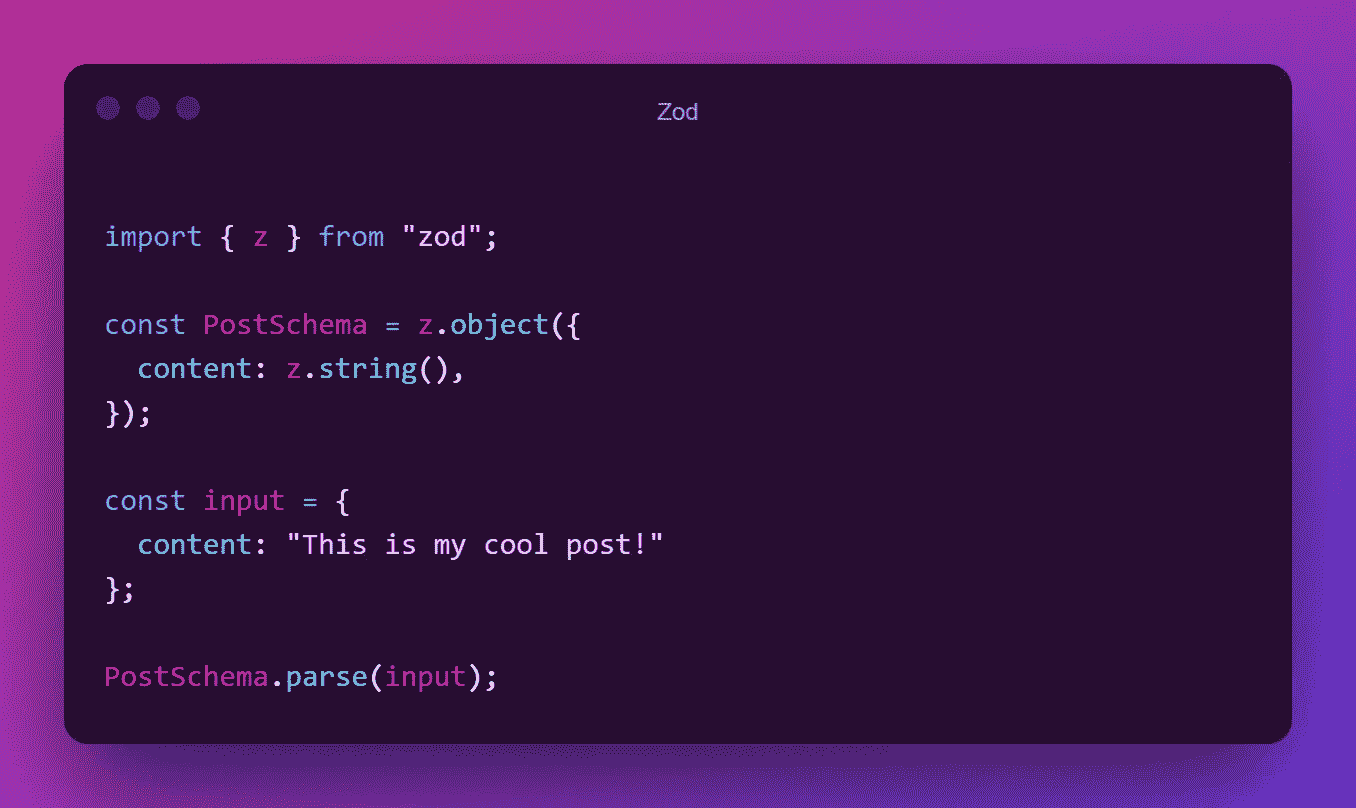 Zod
import { z } from "zod";
const PostSchema = z.object({
  content: z.string(),
});
const input = {
  content: "This is my cool post!"
};
PostSchema.parse(input);